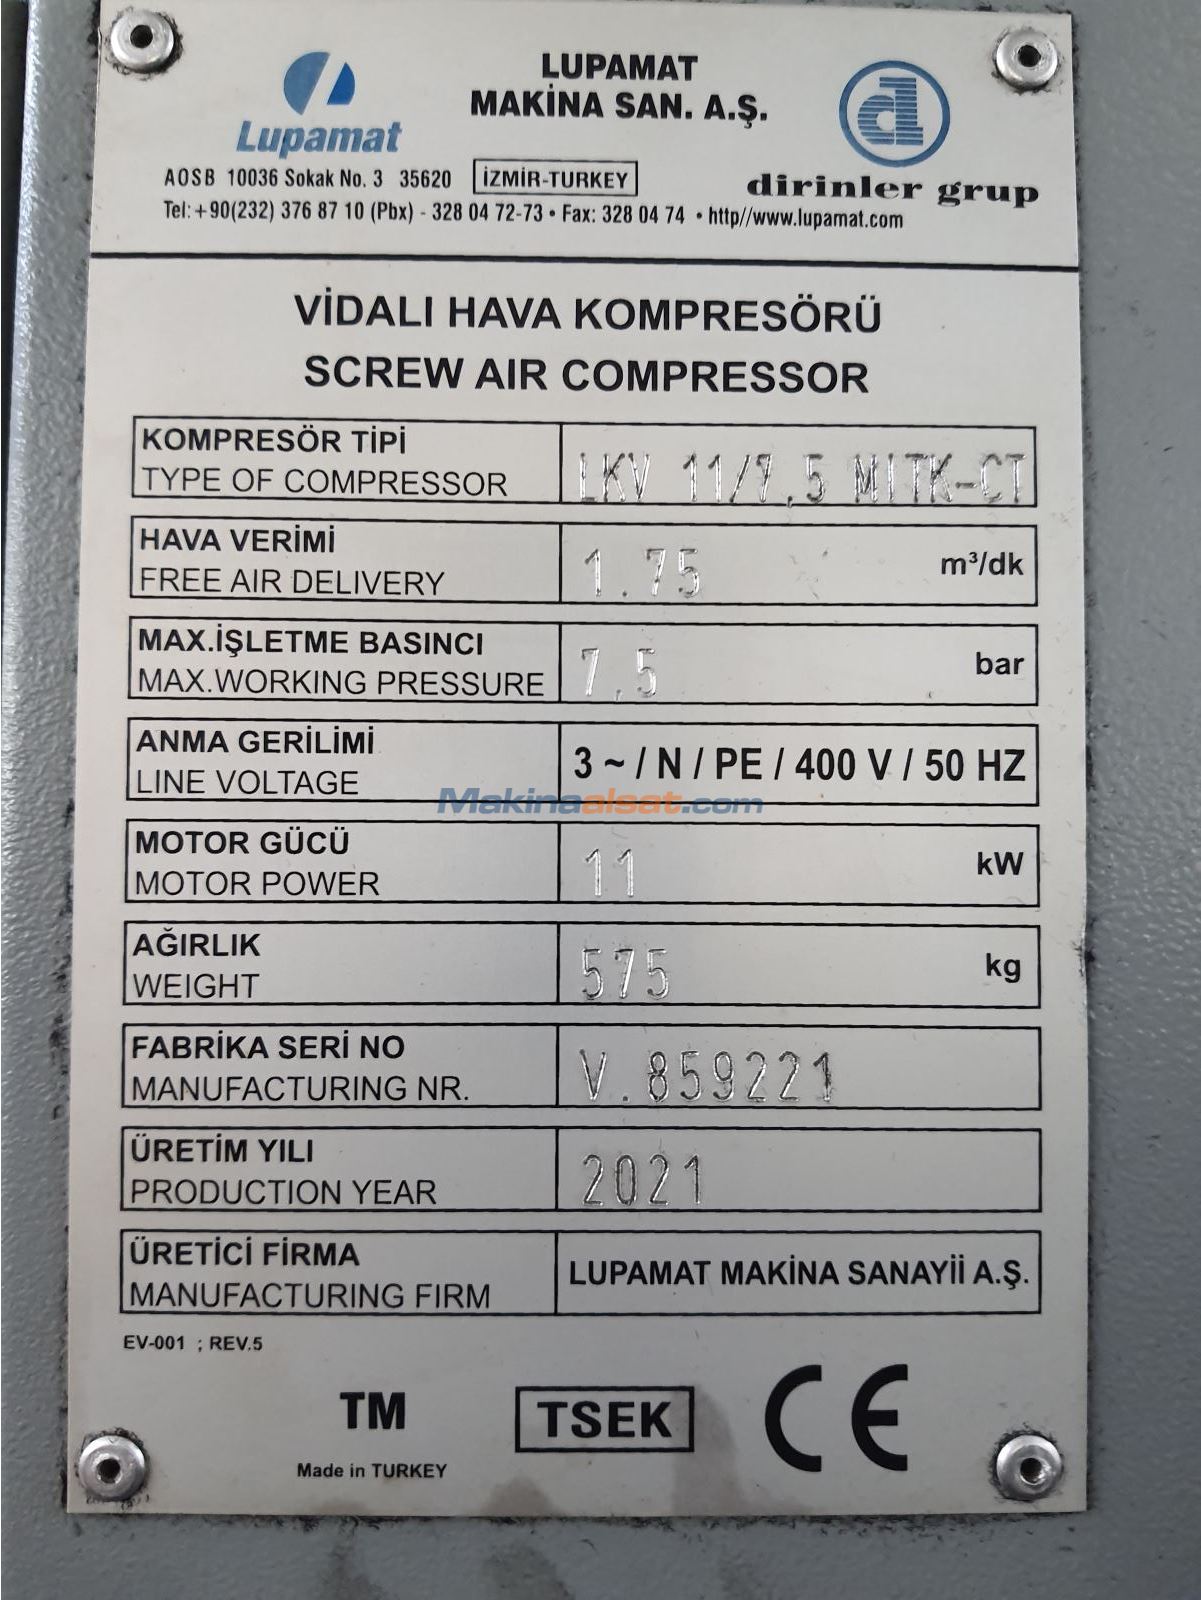 Lupamat
LUPAMAT
MAKİNA SAN. A.Ş.
d
dirinler grup
AOSB 10036 Sokak No. 3 35620 İZMİR-TURKEY
Tel: +90(232) 376 87 10 (Pbx) - 328 04 72-73 • Fax: 328 04 74 • http//www.lupamat.com
VİDALI HAVA KOMPRESÖRÜ
SCREW AIR COMPRESSOR
KOMPRESÖR TİPİ
TYPE OF COMPRESSOR
LKV 11/7,5 MITK-CT
HAVA VERİMİ
FREE AIR DELIVERY
1.75 m³/dk
MAX.İŞLETME BASINCI
MAX.WORKING PRESSURE
7,5 bar
ANMA GERİLİMİ
LINE VOLTAGE
3 ~ / N / PE / 400 V / 50 HZ
Makinaalsat.com
MOTOR GÜCÜ
MOTOR POWER
11 kW
AĞIRLIK
WEIGHT
575 kg
FABRİKA SERİ NO
MANUFACTURING NR.
V.859221
ÜRETİM YILI
PRODUCTION YEAR
2021
ÜRETİCİ FİRMA
MANUFACTURING FIRM
LUPAMAT MAKİNA SANAYİİ A.Ş.
EV-001 ; REV.5
TM
Made in TURKEY
TSEK
CE